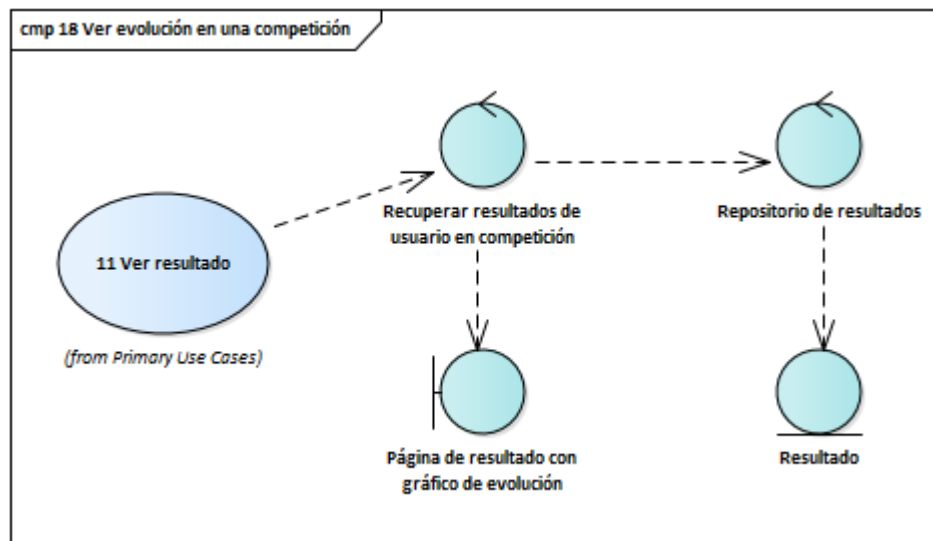 cmp 18 Ver evolución en una competición
Recuperar resultados de
usuario en competición
Repositorio de resultados
11 Ver resultado
(from Primary Use Cases)
Página de resultado con
gráfico de evolución
Resultado